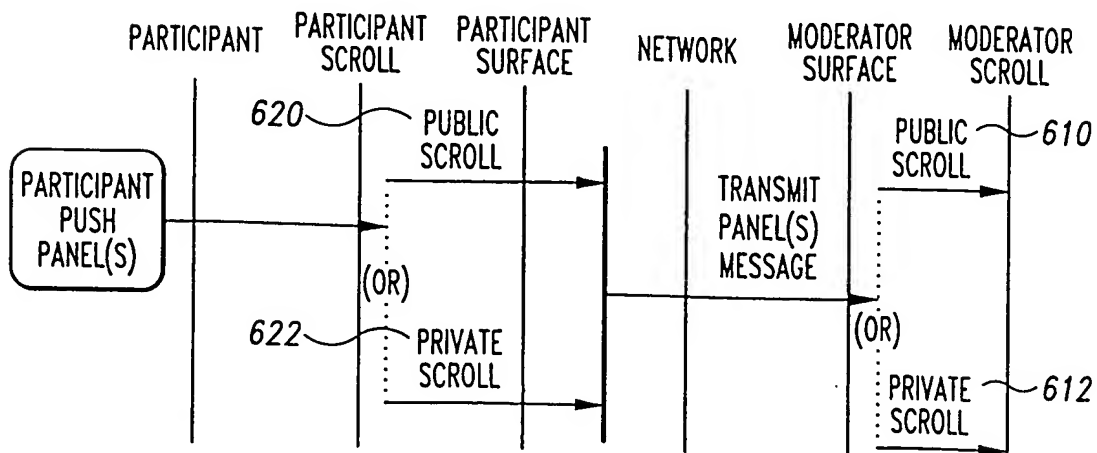 PARTICIPANT
PARTICIPANT
SCROLL
PARTICIPANT
SURFACE
NETWORK
MODERATOR
SURFACE
MODERATOR
SCROLL
620
PUBLIC
SCROLL
PUBLIC
SCROLL
610
PARTICIPANT
PUSH
PANEL(S)
TRANSMIT
PANEL(S)
MESSAGE
(OR)
(OR)
622
PRIVATE
SCROLL
PRIVATE
SCROLL
612